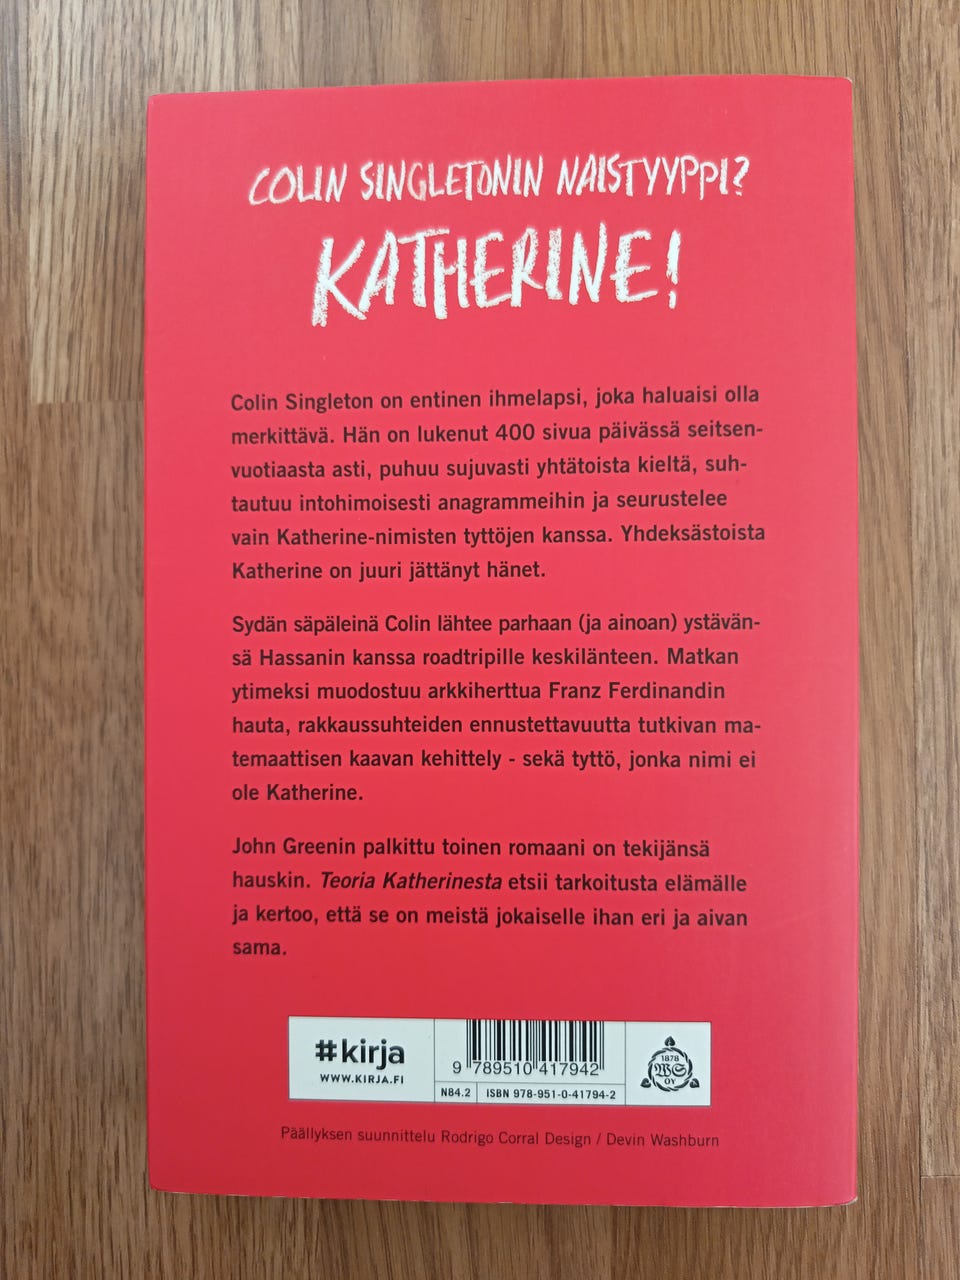 COLIN SINGLETONIN NAISTYYPPI?
KATHERINE!
Colin Singleton on entinen ihmelapsi, joka haluaisi olla
merkittävä. Hän on lukenut 400 sivua päivässä seitsen-
vuotiaasta asti, puhuu sujuvasti yhtätoista kieltä, suh-
tautuu intohimoisesti anagrammeihin ja seurustelee
vain Katherine-nimisten tyttöjen kanssa. Yhdeksästoista
Katherine on juuri jättänyt hänet.
Sydän säpäleinä Colin lähtee parhaan (ja ainoan) ystävän-
sä Hassanin kanssa roadtripille keskilänteen. Matkan
ytimeksi muodostuu arkkiherttua Franz Ferdinandin
hauta, rakkaussuhteiden ennustettavuutta tutkivan ma-
temaattisen kaavan kehittely - sekä tyttö, jonka nimi ei
ole Katherine.
John Greenin palkittu toinen romaani on tekijänsä
hauskin. Teoria Katherinesta etsii tarkoitusta elämälle
ja kertoo, että se on meistä jokaiselle ihan eri ja aivan
sama.
#kirja
WWW.KIRJA.FI
9 789510 417942
N84.2 ISBN 978-951-0-41794-2
1878
WS
OY
Päällyksen suunnittelu Rodrigo Corral Design / Devin Washburn